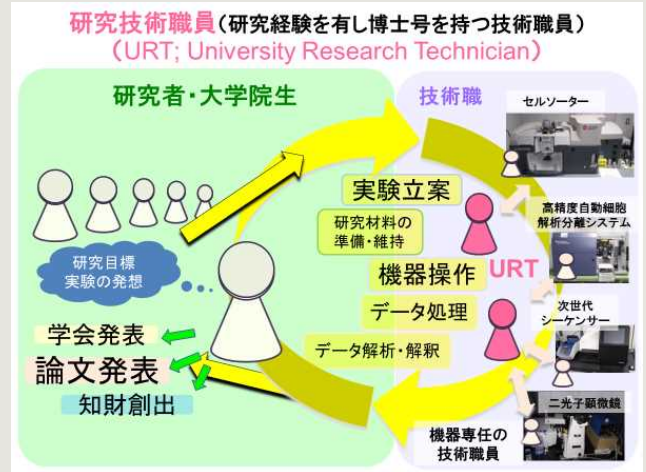 研究技術職員(研究経験を有し博士号を持つ技術職員)
(URT; University Research Technician)
研究者・大学院生
技術職
セルソーター
実験立案
研究材料の
準備・維持
高精度自動細胞
解析分離システム
研究目標
実験の発想
機器操作
URT
データ処理
次世代
シーケンサー
学会発表
論文発表
知財創出
データ解析・解釈
二光子顕微鏡
機器専任の
技術職員